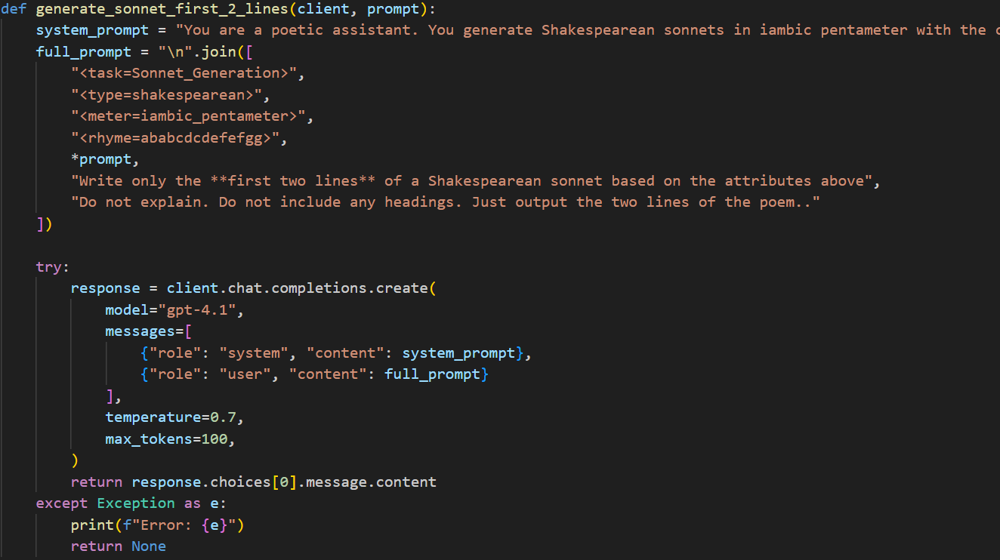 def generate_sonnet_first_2_lines(client, prompt):
    system_prompt = "You are a poetic assistant. You generate Shakespearean sonnets in iambic pentameter with the
    full_prompt = "\n".join([
        "<task=Sonnet_Generation>",
        "<type=shakespearean>",
        "<meter=iambic_pentameter>",
        "<rhyme=ababcdcdefefgg>",
        *prompt,
        "Write only the **first two lines** of a Shakespearean sonnet based on the attributes above",
        "Do not explain. Do not include any headings. Just output the two lines of the poem.."
    ])
    try:
        response = client.chat.completions.create(
            model="gpt-4.1",
            messages=[
                {"role": "system", "content": system_prompt},
                {"role": "user", "content": full_prompt}
            ],
            temperature=0.7,
            max_tokens=100,
        )
        return response.choices[0].message.content
    except Exception as e:
        print(f"Error: {e}")
        return None